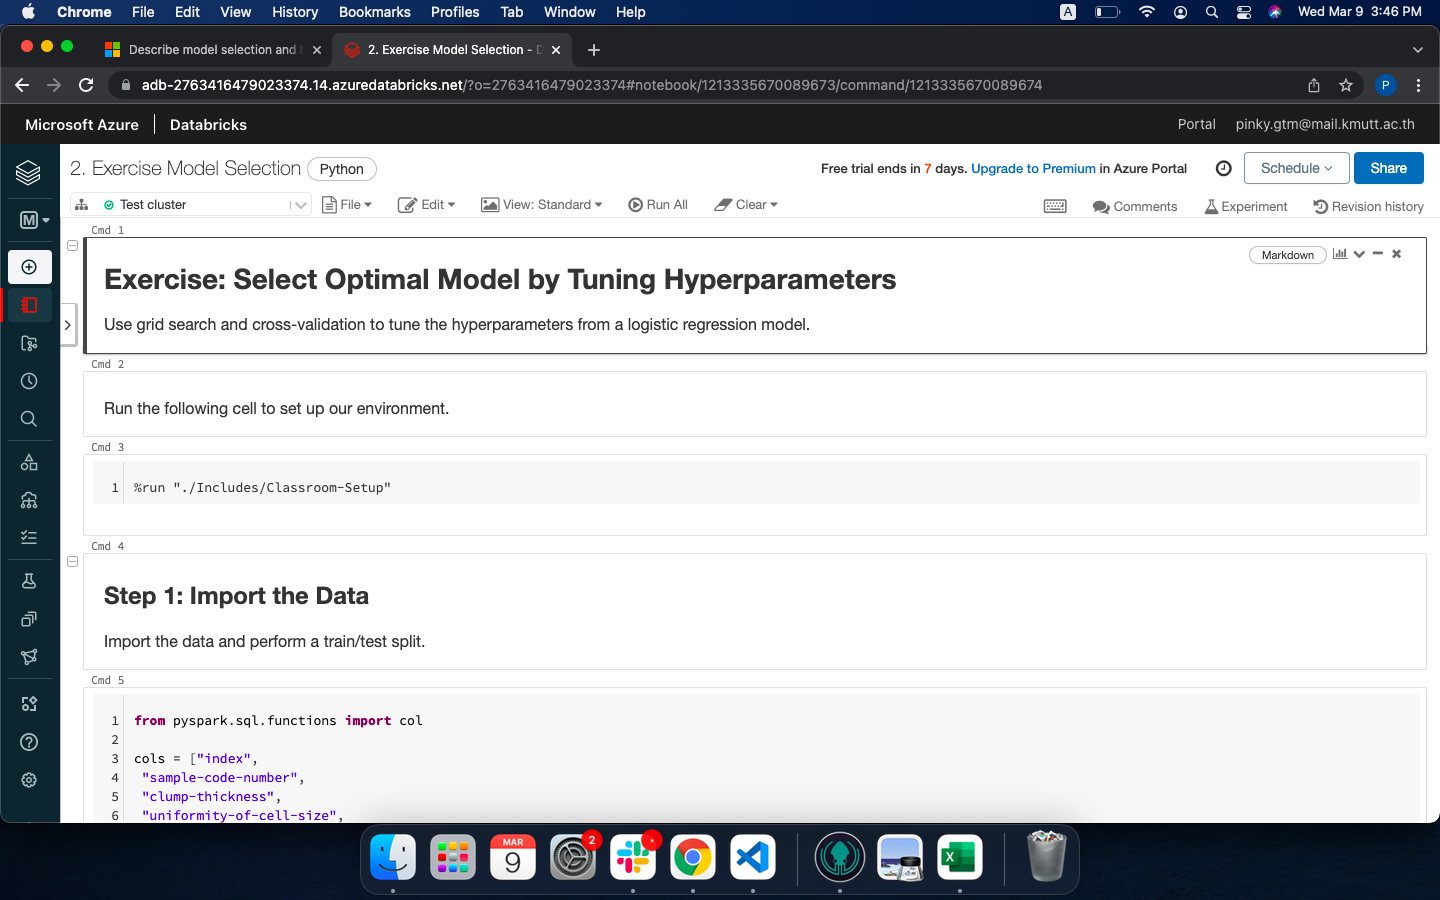 Chrome File Edit View History Bookmarks Profiles Tab Window Help A Wed Mar 9 3:46 PM
Describe model selection and
2. Exercise Model Selection - D
adb-2763416479023374.14.azuredatabricks.net/?o=2763416479023374#notebook/1213335670089673/command/1213335670089674
P
Microsoft Azure Databricks Portal pinky.gtm@mail.kmutt.ac.th
2. Exercise Model Selection Python Free trial ends in 7 days. Upgrade to Premium in Azure Portal Schedule Share
Test cluster File Edit View: Standard Run All Clear Comments Experiment Revision history
M
Cmd 1
Markdown
Exercise: Select Optimal Model by Tuning Hyperparameters
Use grid search and cross-validation to tune the hyperparameters from a logistic regression model.
Cmd 2
Run the following cell to set up our environment.
Cmd 3
1 %run "./Includes/Classroom-Setup"
Cmd 4
Step 1: Import the Data
Import the data and perform a train/test split.
Cmd 5
1 from pyspark.sql.functions import col
2
3 cols = ["index",
4 "sample-code-number",
5 "clump-thickness",
6 "uniformity-of-cell-size",
MAR
9
2
X